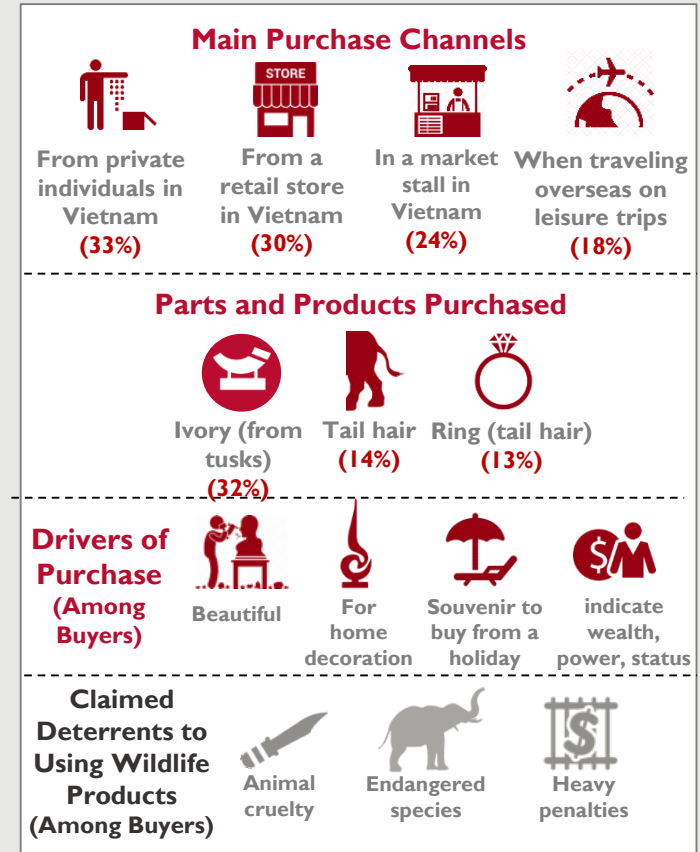 Main Purchase Channels
STORE
From private
individuals in
Vietnam
(33%)
From a
retail store
in Vietnam
(30%)
In a market
stall in
Vietnam
(24%)
When traveling
overseas on
leisure trips
(18%)
Parts and Products Purchased
Ivory (from
tusks)
(32%)
Tail hair
(14%)
Ring (tail hair)
(13%)
Drivers of
Purchase
(Among
Buyers)
Beautiful
For
home
decoration
Souvenir to
buy from a
holiday
$
indicate
wealth,
power, status
Claimed
Deterrents to
Using Wildlife
Products
(Among Buyers)
Animal
cruelty
Endangered
species
$
Heavy
penalties